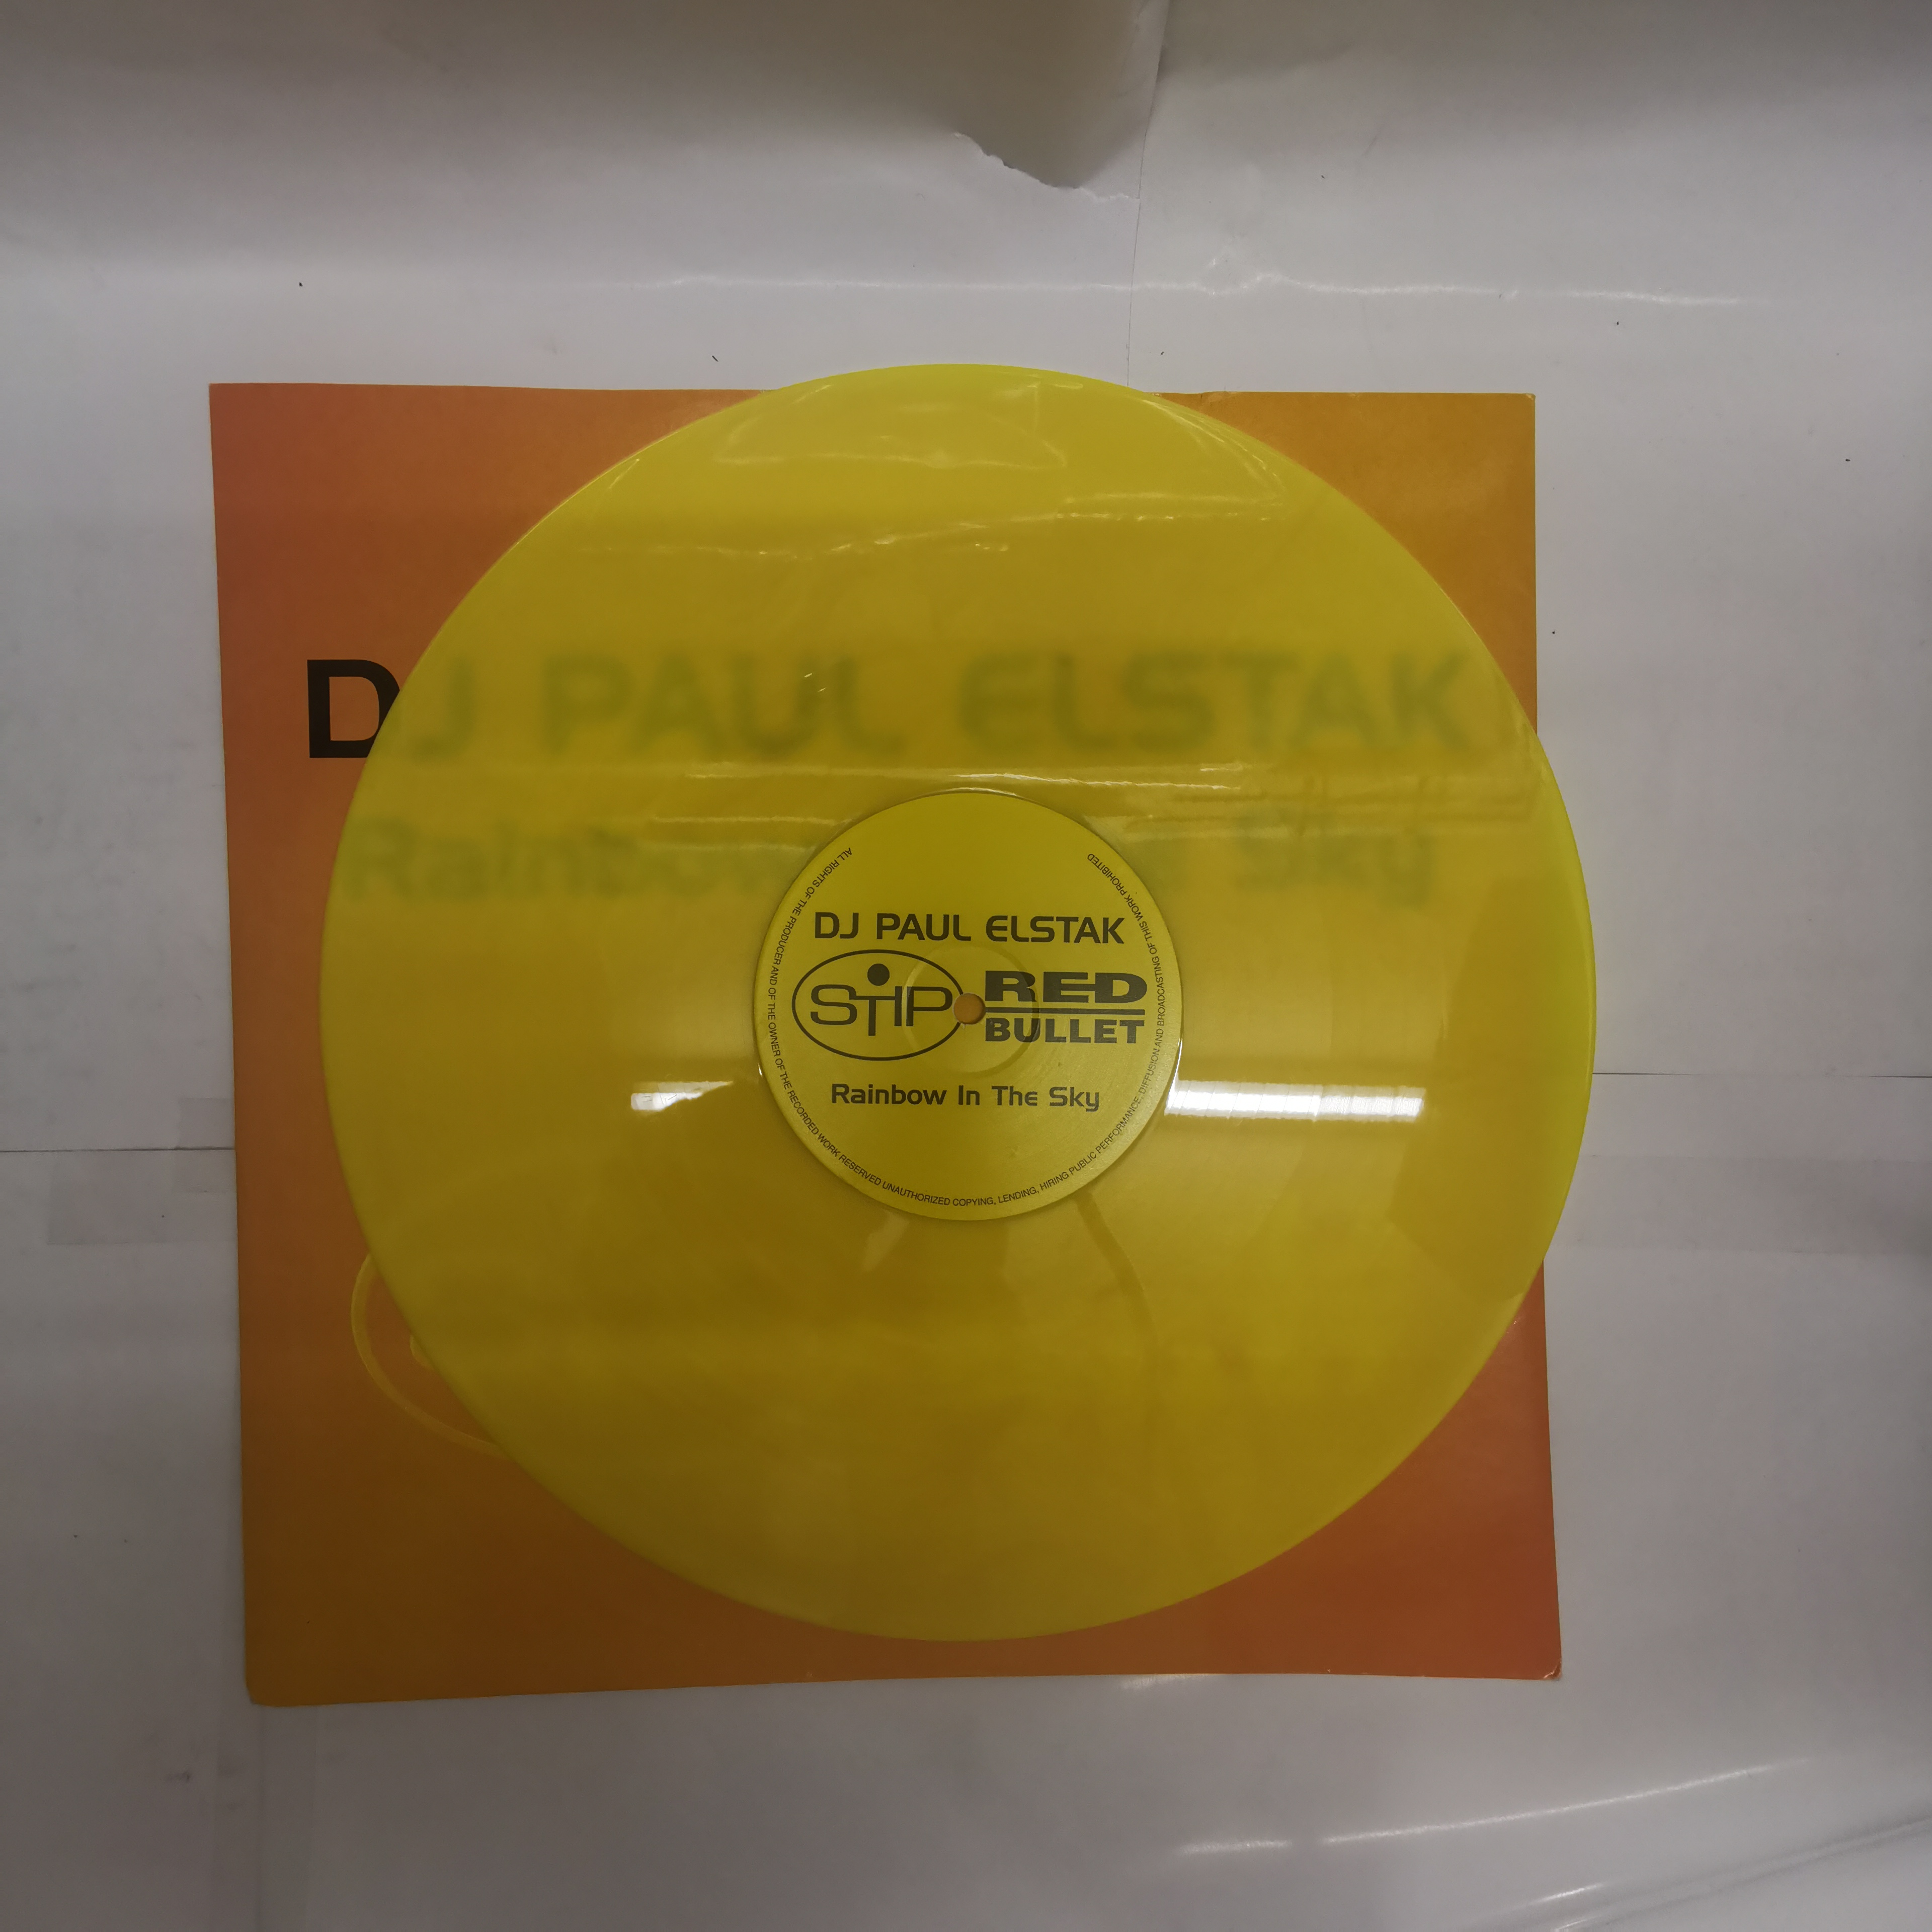 DJ PAUL ELSTAK
Rainbow Sky
DJ PAUL ELSTAK
STIP
RED
BULLET
Rainbow In The Sky
ALL RIGHTS OF THE PRODUCER AND OF THE OWNER OF THE RECORDED WORK RESERVED UNAUTHORIZED COPYING, LENDING, HIRING PUBLIC PERFORMANCE, DIFFUSION AND BROADCASTING OF THIS WORK PROHIBITED